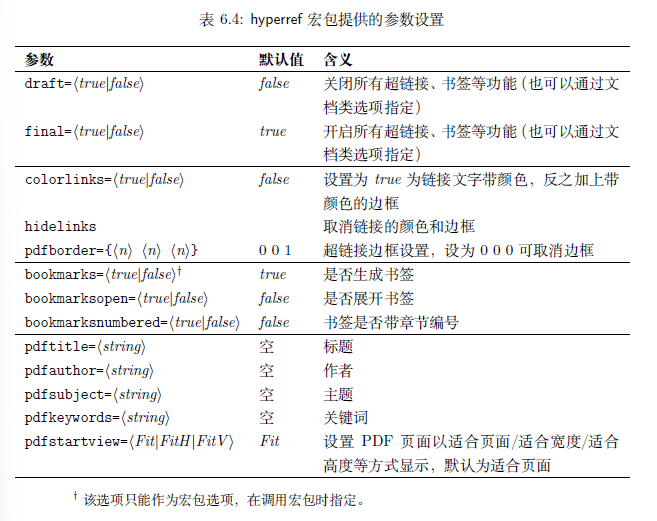 表 6.4: hyperref 宏包提供的参数设置
参数 默认值 含义
draft=⟨true|false⟩ false 关闭所有超链接、书签等功能（也可以通过文
档类选项指定）
final=⟨true|false⟩ true 开启所有超链接、书签等功能（也可以通过文
档类选项指定）
colorlinks=⟨true|false⟩ false 设置为 true 为链接文字带颜色，反之加上带
颜色的边框
hidelinks 取消链接的颜色和边框
pdfborder={⟨n⟩ ⟨n⟩ ⟨n⟩} 0 0 1 超链接边框设置，设为 0 0 0 可取消边框
bookmarks=⟨true|false⟩† true 是否生成书签
bookmarksopen=⟨true|false⟩ false 是否展开书签
bookmarksnumbered=⟨true|false⟩ false 书签是否带章节编号
pdftitle=⟨string⟩ 空 标题
pdfauthor=⟨string⟩ 空 作者
pdfsubject=⟨string⟩ 空 主题
pdfkeywords=⟨string⟩ 空 关键词
pdfstartview=⟨Fit|FitH|FitV⟩ Fit 设置 PDF 页面以适合页面/适合宽度/适合
高度等方式显示，默认为适合页面
† 该选项只能作为宏包选项，在调用宏包时指定。